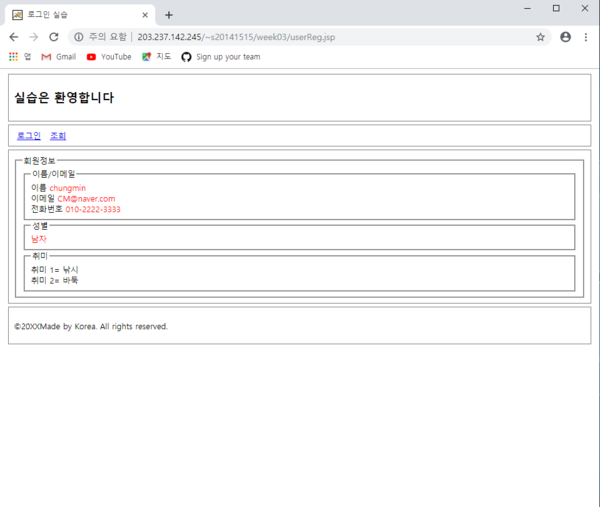 로그인 실습
주의 요함 | 203.237.142.245/~s20141515/week03/userReg.jsp
앱 Gmail YouTube 지도 Sign up your team
실습은 환영합니다
로그인 조회
회원정보
이름/이메일
이름 chungmin
이메일 CM@naver.com
전화번호 010-2222-3333
성별
남자
취미
취미 1= 낚시
취미 2= 바둑
©20XXMade by Korea. All rights reserved.